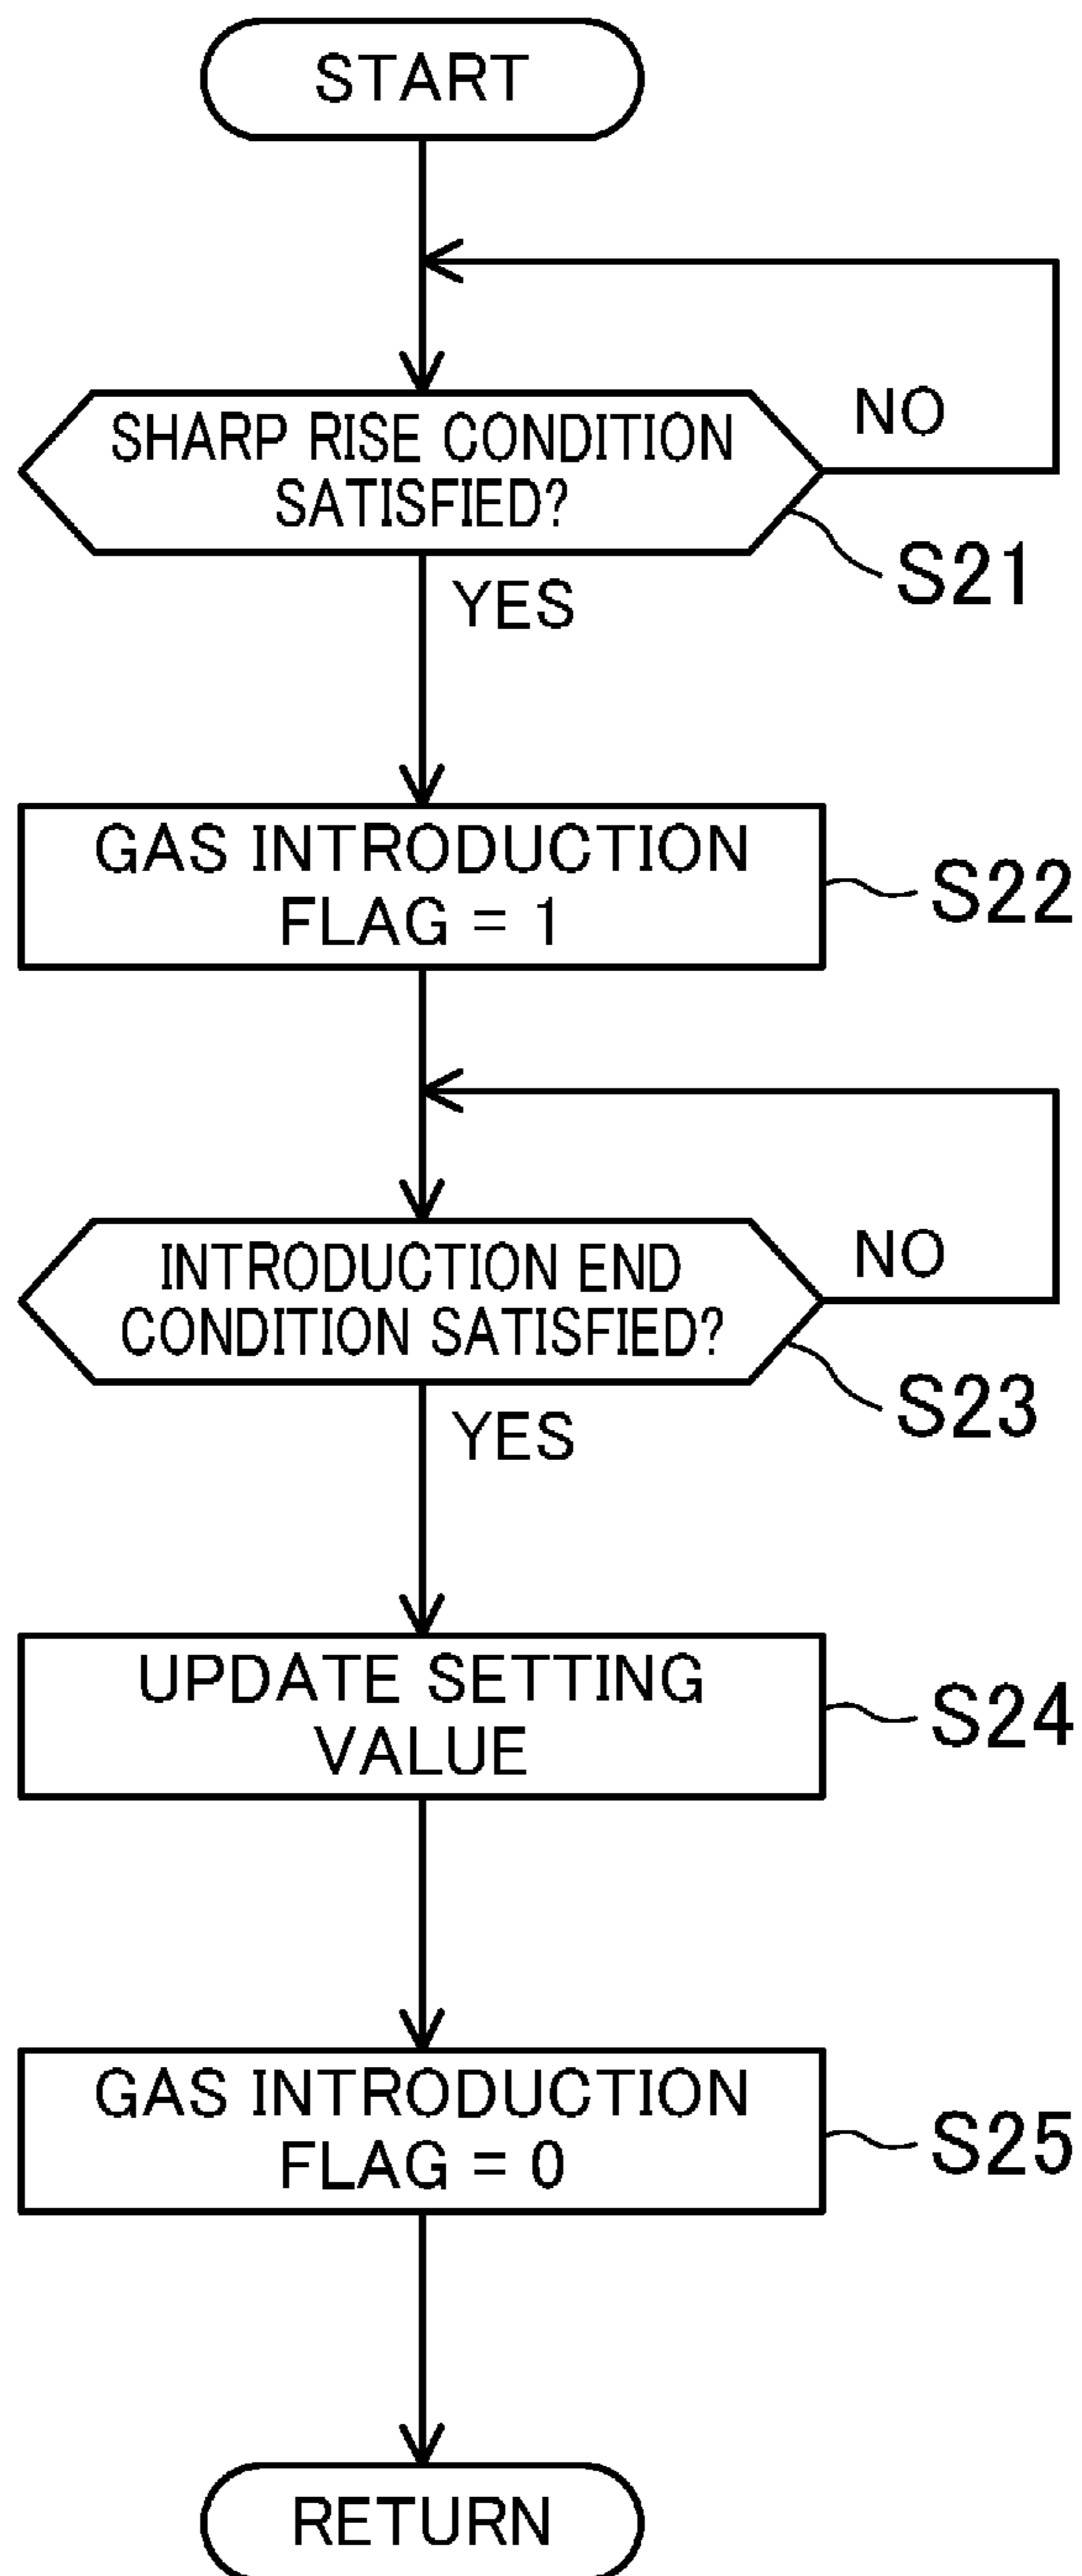 START
SHARP RISE CONDITION
SATISFIED?
NO
S21
YES
GAS INTRODUCTION
FLAG = 1
S22
INTRODUCTION END
CONDITION SATISFIED?
NO
S23
YES
UPDATE SETTING
VALUE
S24
GAS INTRODUCTION
FLAG = 0
S25
RETURN